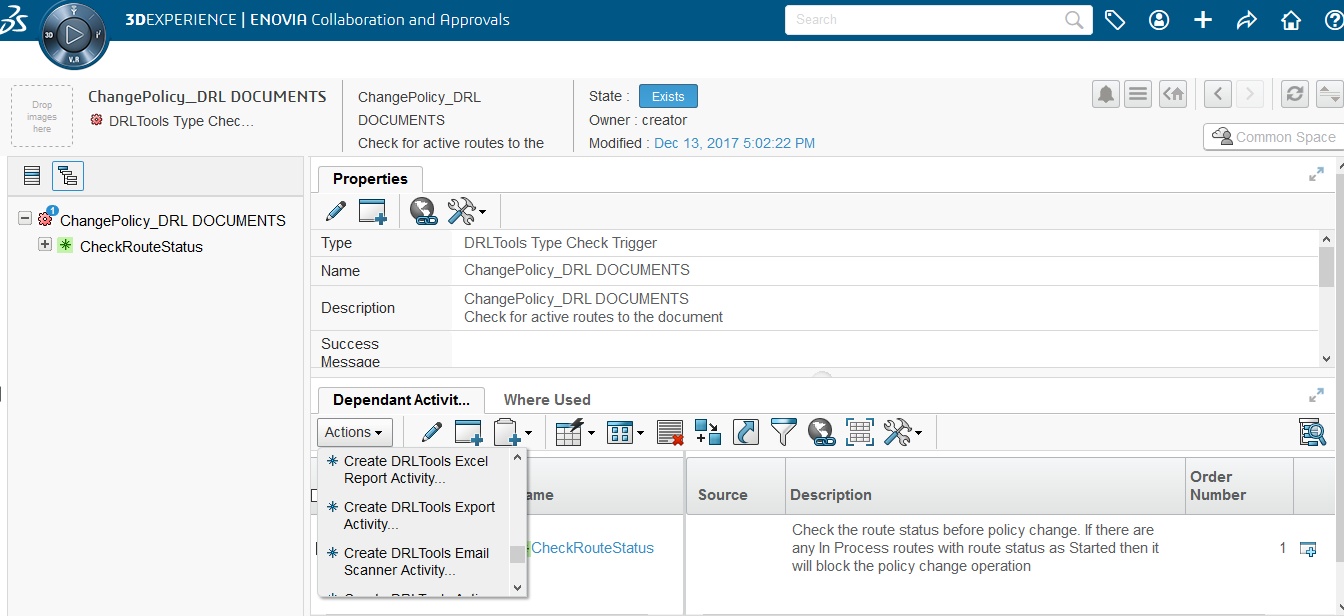 3DEXPERIENCE | ENOVIA Collaboration and Approvals
Search
3D
V.R
Drop
images
here
ChangePolicy_DRL DOCUMENTS
DRLTools Type Chec...
ChangePolicy_DRL
DOCUMENTS
Check for active routes to the
State : Exists
Owner : creator
Modified : Dec 13, 2017 5:02:22 PM
Common Space
1
ChangePolicy_DRL DOCUMENTS
CheckRouteStatus
Properties
Type DRLTools Type Check Trigger
Name ChangePolicy_DRL DOCUMENTS
Description ChangePolicy_DRL DOCUMENTS
Check for active routes to the document
Success
Message
Dependant Activit... Where Used
Actions
Create DRLTools Excel
Report Activity...
Create DRLTools Export
Activity...
Create DRLTools Email
Scanner Activity...
ame Source Description Order
Number
CheckRouteStatus
Check the route status before policy change. If there are
any In Process routes with route status as Started then it
will block the policy change operation
1